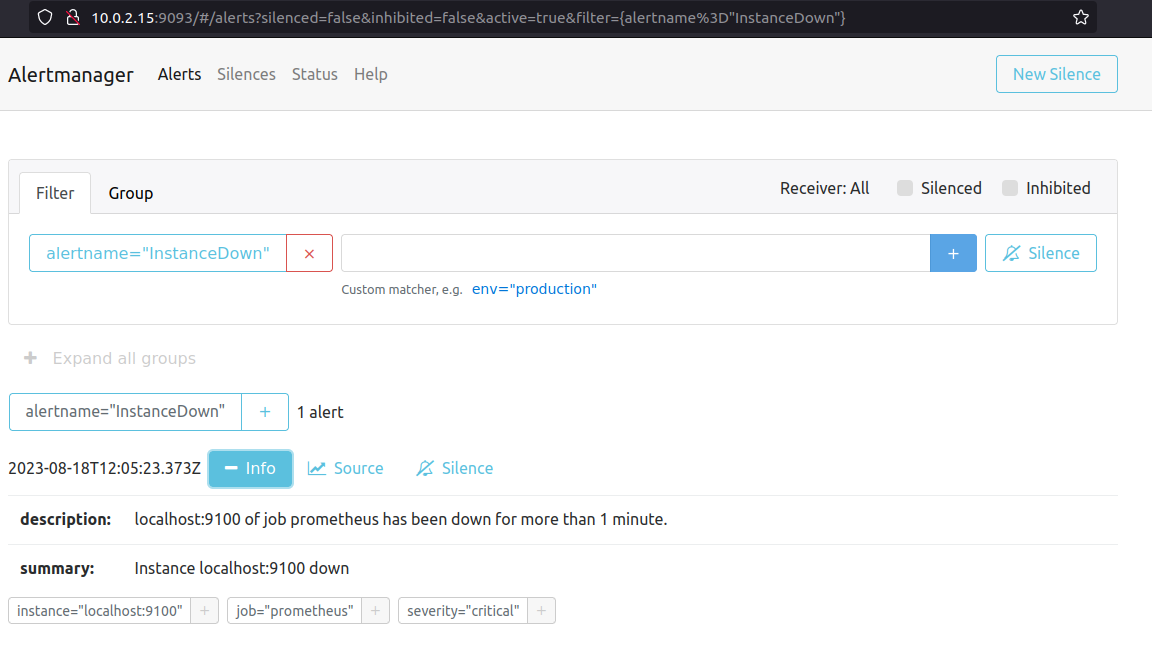 10.0.2.15:9093/#/alerts?silenced=false&inhibited=false&active=true&filter={alertname%3D"InstanceDown"}
Alertmanager Alerts Silences Status Help New Silence
Filter Group Receiver: All Silenced Inhibited
alertname="InstanceDown" × + Silence
Custom matcher, e.g. env="production"
+ Expand all groups
alertname="InstanceDown" + 1 alert
2023-08-18T12:05:23.373Z − Info Source Silence
description: localhost:9100 of job prometheus has been down for more than 1 minute.
summary: Instance localhost:9100 down
instance="localhost:9100" + job="prometheus" + severity="critical" +